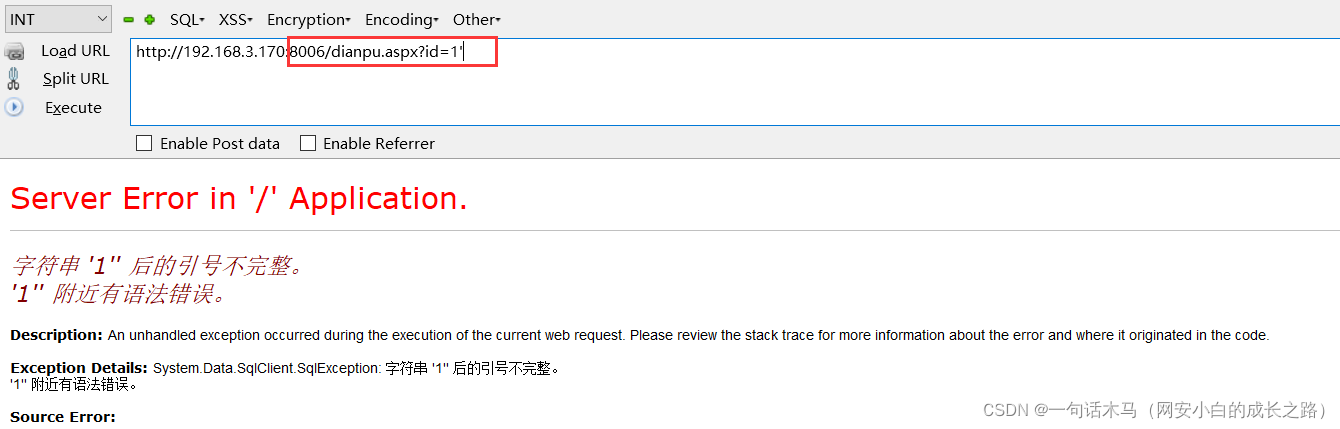 INT SQL▾ XSS▾ Encryption▾ Encoding▾ Other▾
Load URL
http://192.168.3.170:8006/dianpu.aspx?id=1'
Split URL
Execute
Enable Post data Enable Referrer
Server Error in '/' Application.
字符串 '1'' 后的引号不完整。
'1'' 附近有语法错误。
Description: An unhandled exception occurred during the execution of the current web request. Please review the stack trace for more information about the error and where it originated in the code.
Exception Details: System.Data.SqlClient.SqlException: 字符串 '1'' 后的引号不完整。
'1'' 附近有语法错误。
Source Error:
CSDN @一句话木马（网安小白的成长之路）